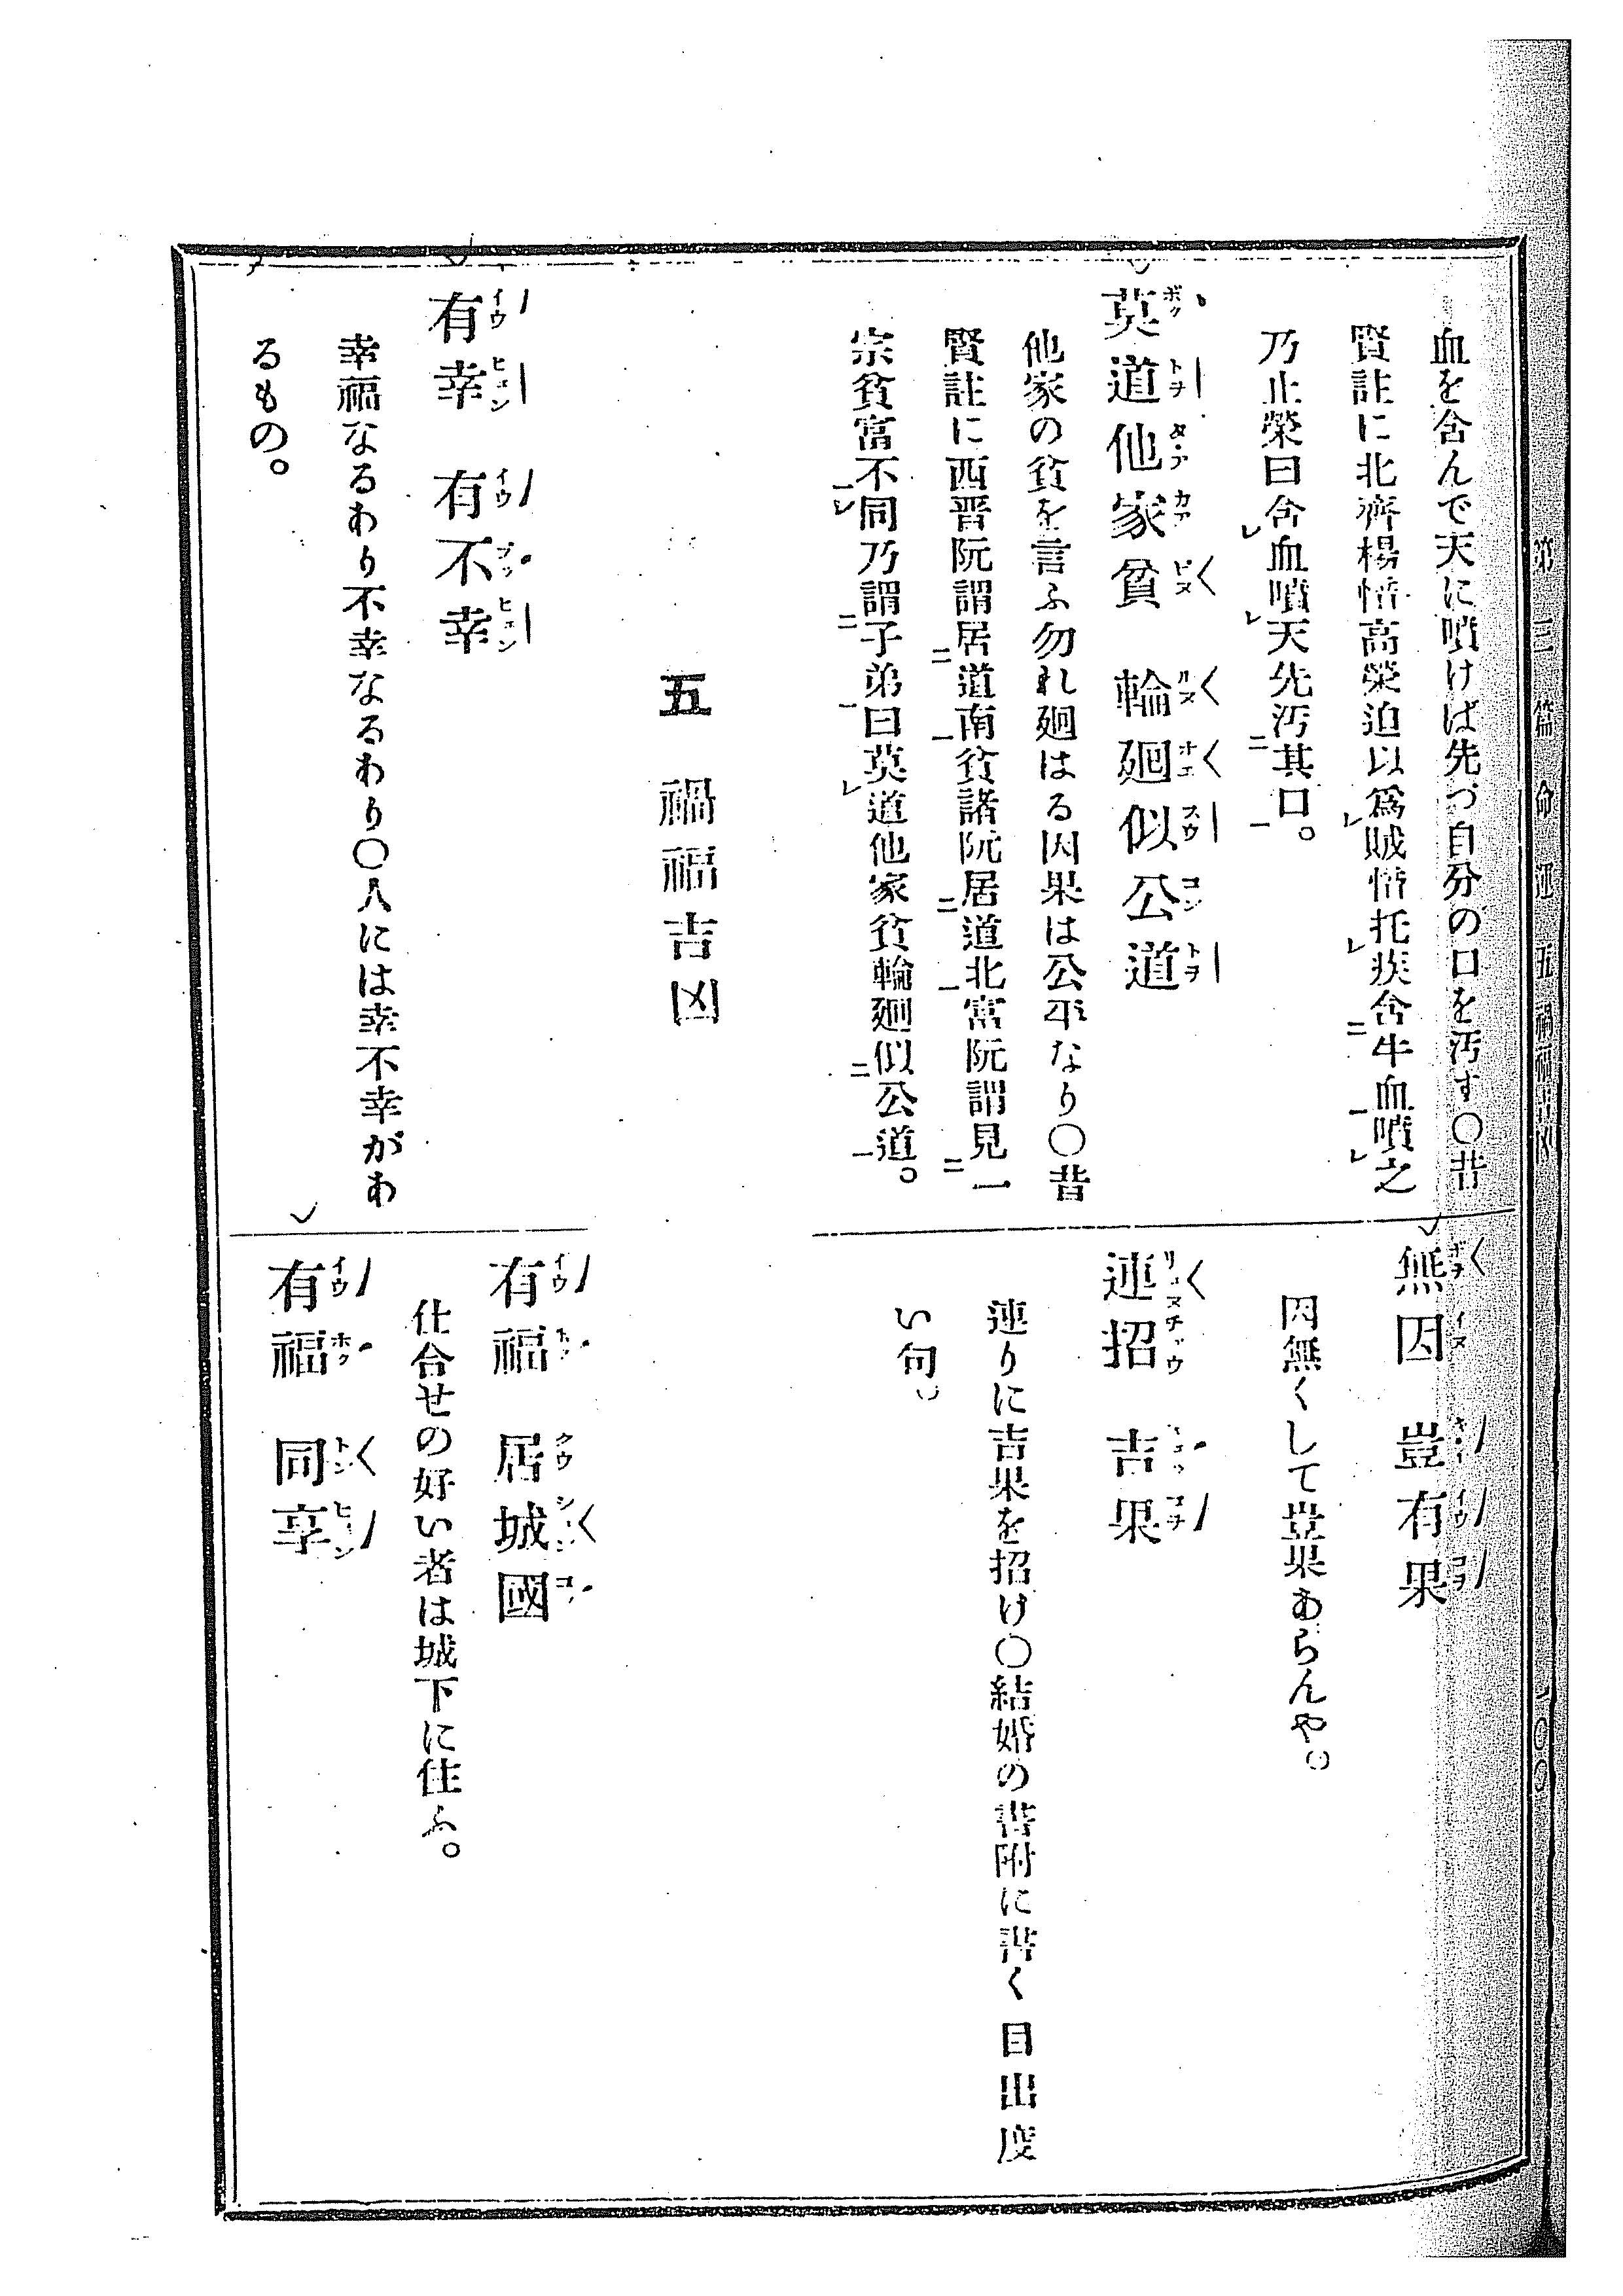 第三篇 命運 五 禍福吉凶 一〇〇
血を含んで天に噴けば先づ自分の口を汚す〇昔
賢註に北齊楊愔高榮迫以爲賊愔托疾含牛血噴之
乃止榮曰含血噴天先汚其口。
莫道他家貧 輪廻似公道
他家の貧を言ふ勿れ廻はる因果は公平なり〇昔
賢註に西晋阮謂居道南貧諸阮居道北富阮謂見一
宗貧富不同乃謂子弟曰莫道他家貧輪廻似公道。
無因 豈有果
因無くして豈果あらんや。
連招 吉果
連りに吉果を招け〇結婚の書附に書く目出度
い句。
五 禍福吉凶
有幸 有不幸
幸福なるわり不幸なるわり〇人には幸不幸がわ
るもの。
有福 居城國
仕合せの好い者は城下に住ふ。
有福 同享